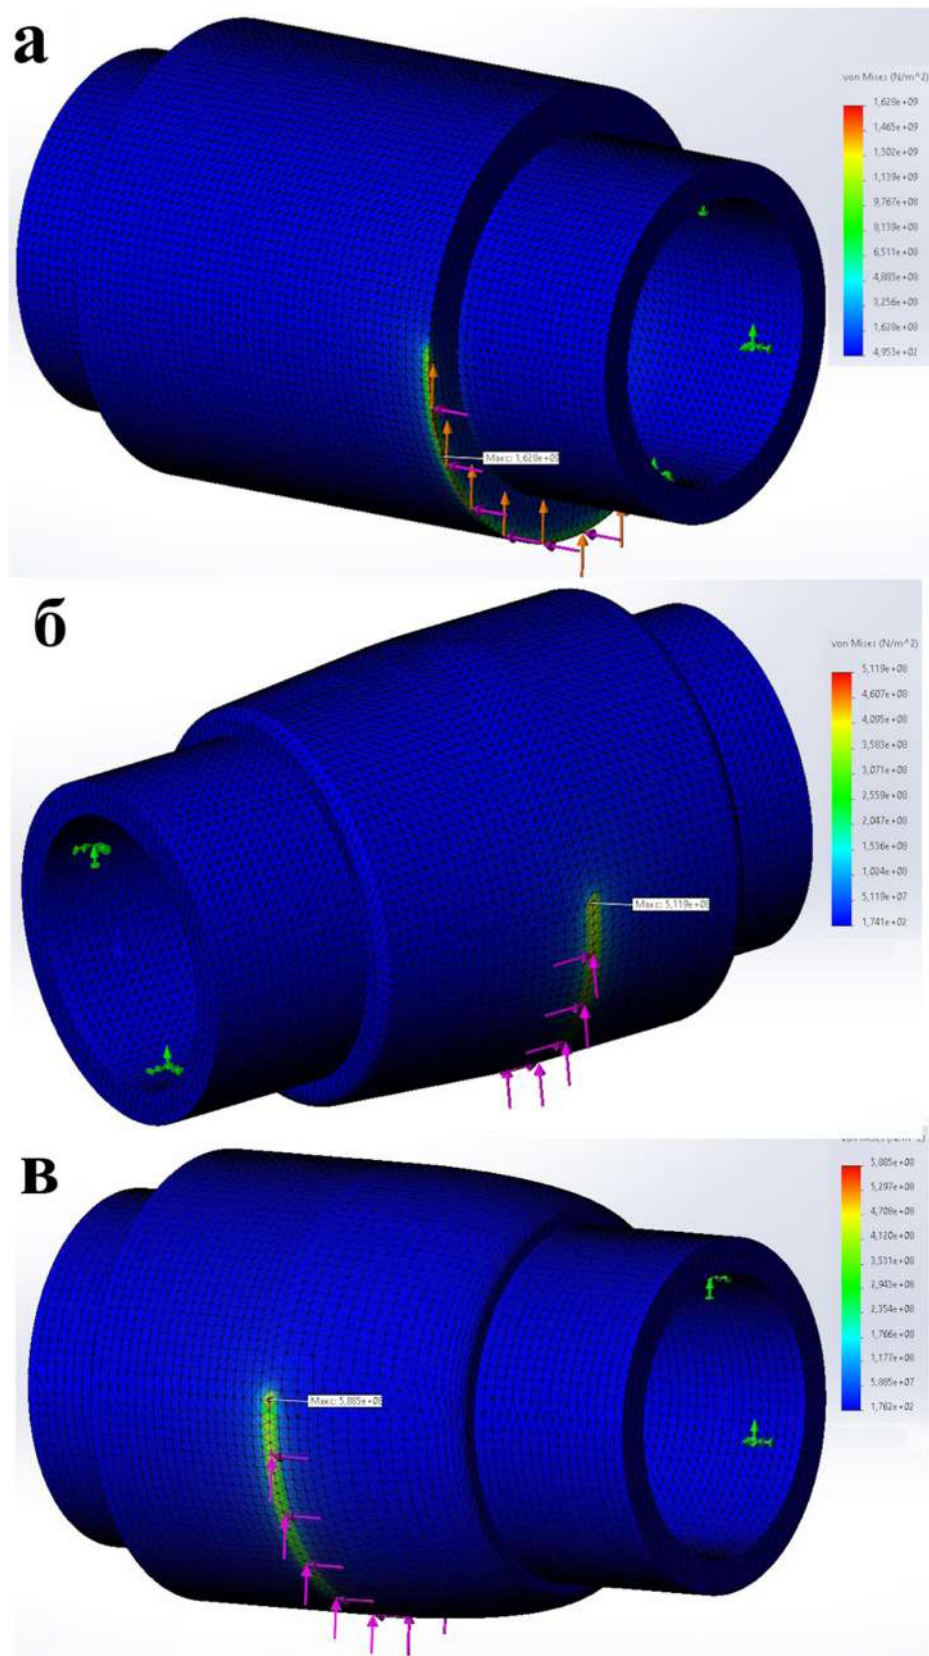 а
von Mises (N/m^2)
1,628e+09
1,465e+09
1,302e+09
1,139e+09
9,767e+08
8,139e+08
6,511e+08
4,883e+08
3,256e+08
1,628e+08
4,953e+02
Макс: 1,628e+09
б
von Mises (N/m^2)
5,119e+08
4,607e+08
4,095e+08
3,583e+08
3,071e+08
2,559e+08
2,047e+08
1,536e+08
1,024e+08
5,119e+07
1,741e+02
Макс: 5,119e+08
в
von Mises (N/m^2)
5,885e+08
5,297e+08
4,708e+08
4,120e+08
3,531e+08
2,943e+08
2,354e+08
1,766e+08
1,177e+08
5,885e+07
1,762e+02
Макс: 5,885e+08